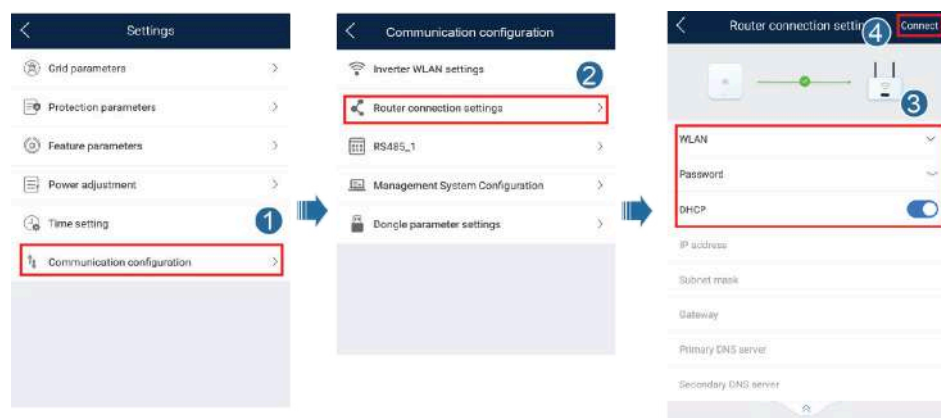 Settings
Grid parameters
Protection parameters
Feature parameters
Power adjustment
Time setting
1
Communication configuration
Communication configuration
Inverter WLAN settings
2
Router connection settings
RS485_1
Management System Configuration
Dongle parameter settings
Router connection settin
4
Connect
3
WLAN
Password
DHCP
IP address
Subnet mask
Gateway
Primary DNS server
Secondary DNS server